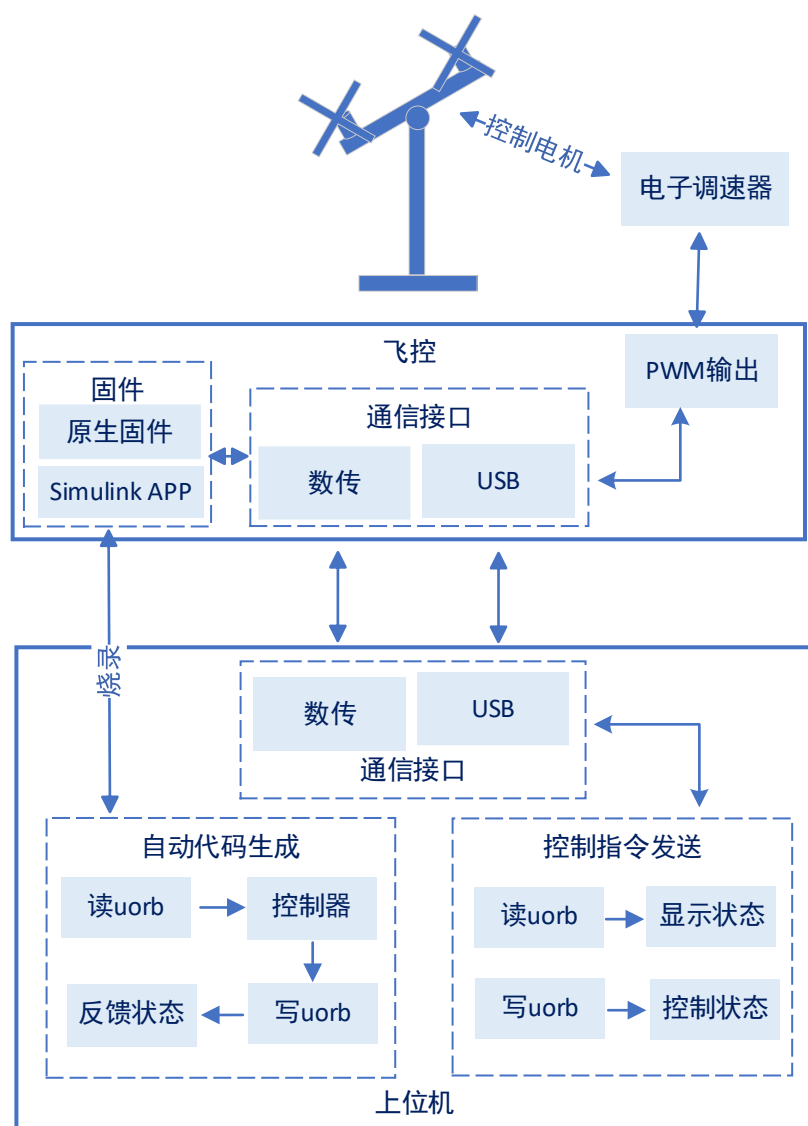 控制电机
电子调速器
飞控
固件
原生固件
Simulink APP
通信接口
数传
USB
PWM输出
烧录
数传
USB
通信接口
自动代码生成
读uorb
控制器
反馈状态
写uorb
控制指令发送
读uorb
显示状态
写uorb
控制状态
上位机